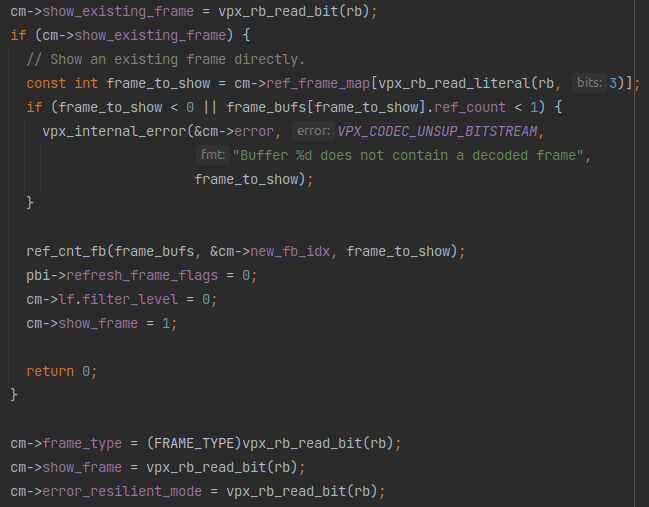 cm->show_existing_frame = vpx_rb_read_bit(rb);
if (cm->show_existing_frame) {
  // Show an existing frame directly.
  const int frame_to_show = cm->ref_frame_map[vpx_rb_read_literal(rb, bits: 3)];
  if (frame_to_show < 0 || frame_bufs[frame_to_show].ref_count < 1) {
    vpx_internal_error(&cm->error, error: VPX_CODEC_UNSUP_BITSTREAM,
                       fmt: "Buffer %d does not contain a decoded frame",
                       frame_to_show);
  }

  ref_cnt_fb(frame_bufs, &cm->new_fb_idx, frame_to_show);
  pbi->refresh_frame_flags = 0;
  cm->lf.filter_level = 0;
  cm->show_frame = 1;

  return 0;
}

cm->frame_type = (FRAME_TYPE)vpx_rb_read_bit(rb);
cm->show_frame = vpx_rb_read_bit(rb);
cm->error_resilient_mode = vpx_rb_read_bit(rb);